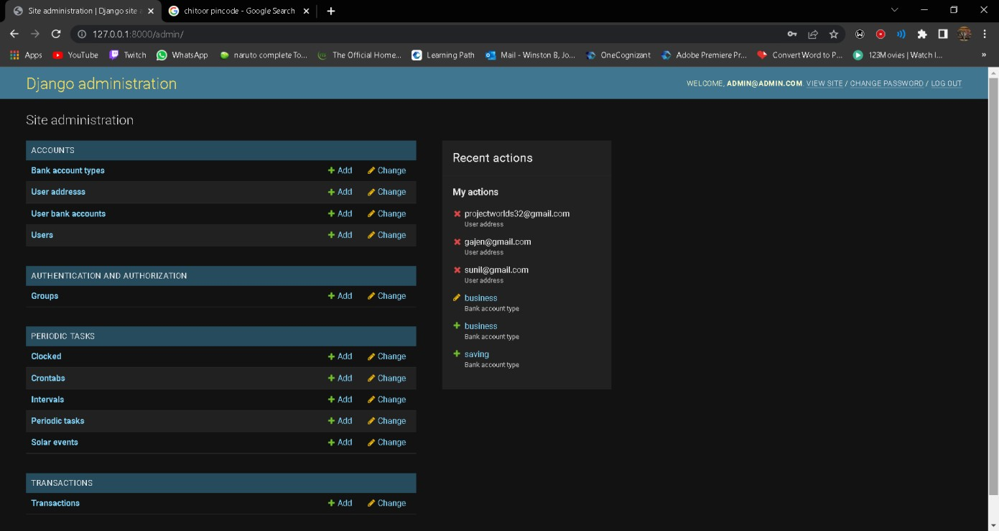 Site administration | Django site a
chitoor pincode - Google Search
127.0.0.1:8000/admin/
Apps YouTube Twitch WhatsApp naruto complete To... The Official Home... Learning Path Mail - Winston B, Jo... OneCognizant Adobe Premiere Pr... Convert Word to P... 123Movies | Watch I... »
Django administration
WELCOME, ADMIN@ADMIN.COM. VIEW SITE / CHANGE PASSWORD / LOG OUT
Site administration
ACCOUNTS
Bank account types Add Change
User addresss Add Change
User bank accounts Add Change
Users Add Change
AUTHENTICATION AND AUTHORIZATION
Groups Add Change
PERIODIC TASKS
Clocked Add Change
Crontabs Add Change
Intervals Add Change
Periodic tasks Add Change
Solar events Add Change
TRANSACTIONS
Transactions Add Change
Recent actions
My actions
projectworlds32@gmail.com
User address
gajen@gmail.com
User address
sunil@gmail.com
User address
business
Bank account type
business
Bank account type
saving
Bank account type